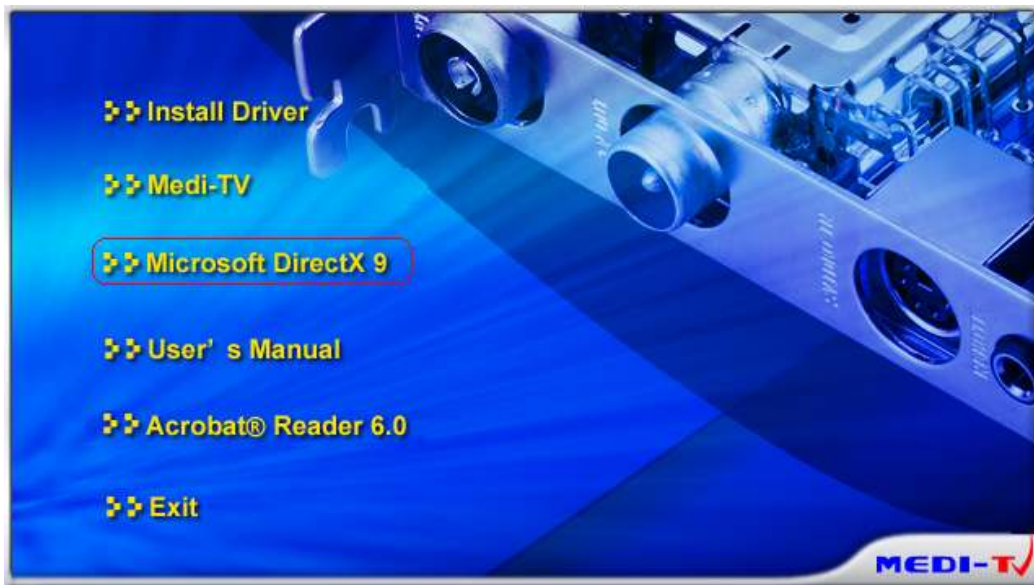 Install Driver
Medi-TV
Microsoft DirectX 9
User’ s Manual
Acrobat® Reader 6.0
Exit
MEDI-TV